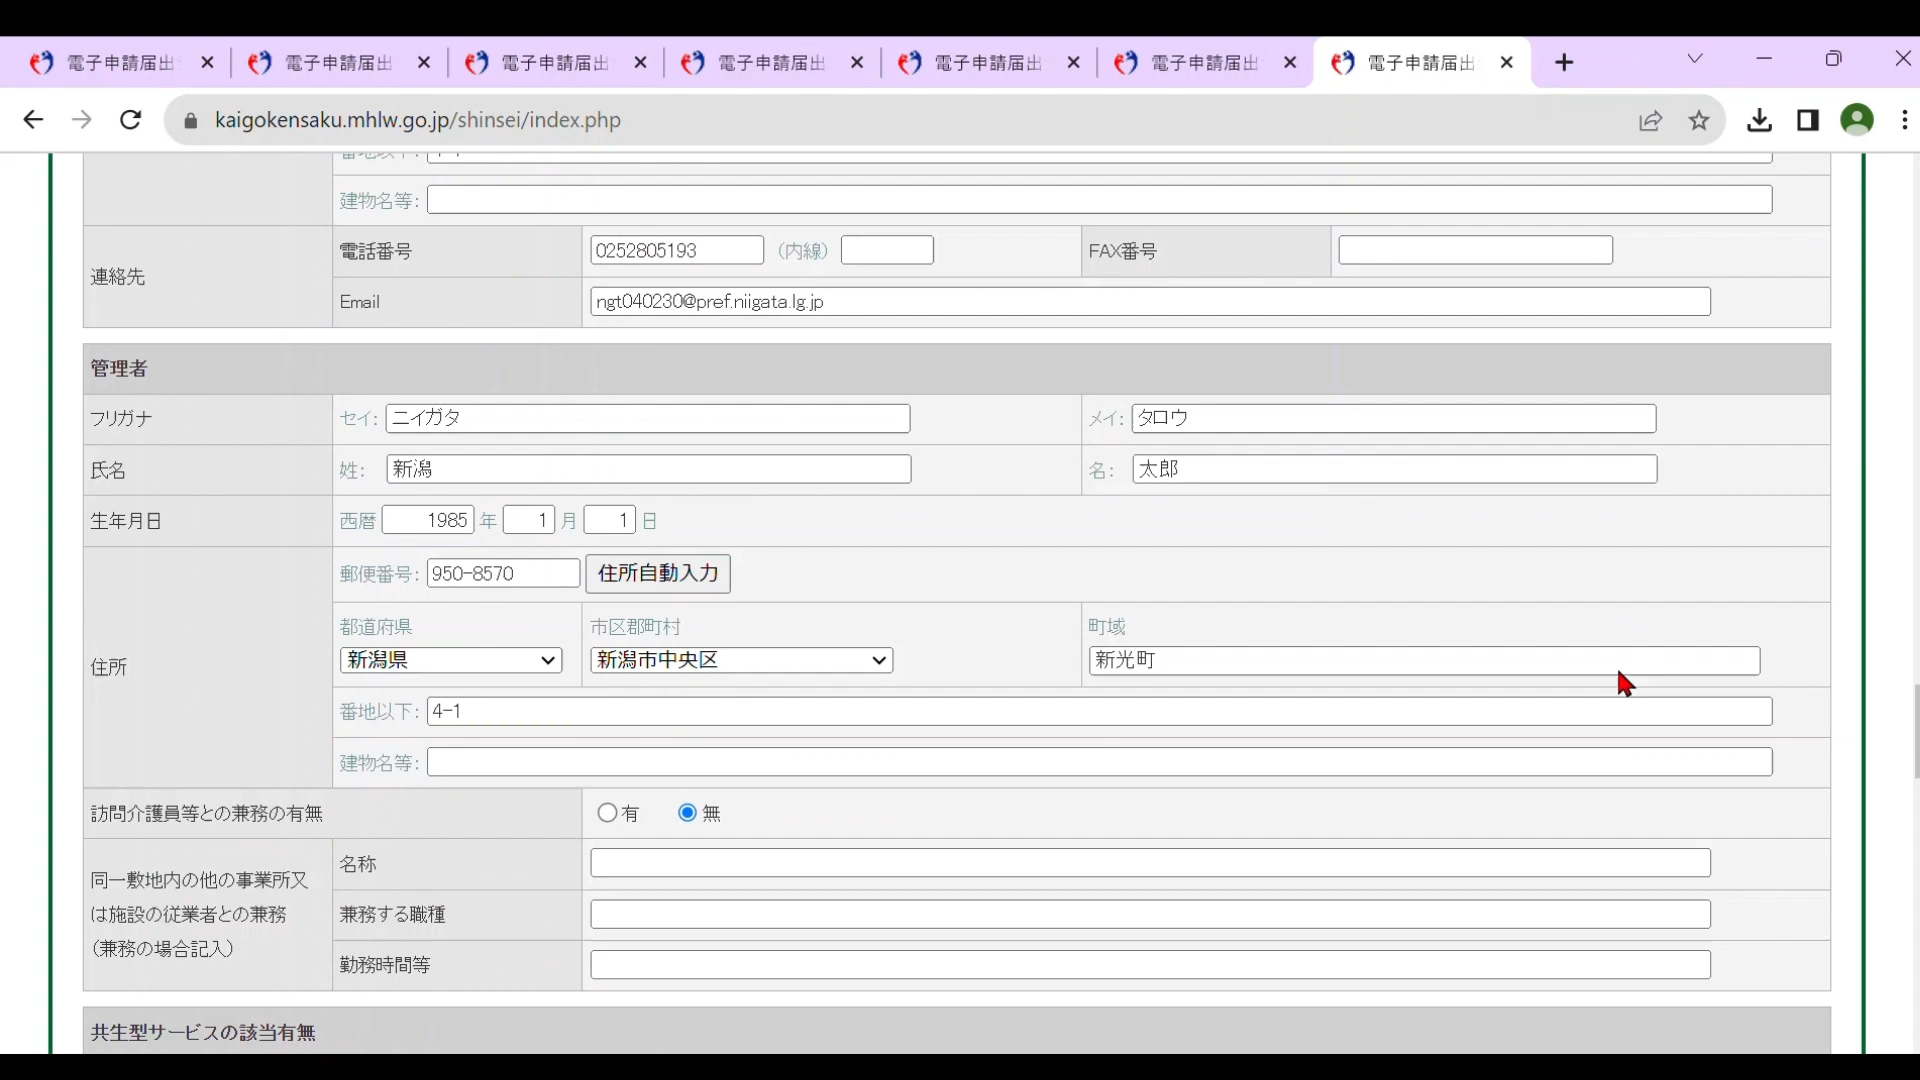 電子申請届出 電子申請届出 電子申請届出 電子申請届出 電子申請届出 電子申請届出 電子申請届出
kaigokensaku.mhlw.go.jp/shinsei/index.php
建物名等:
連絡先
電話番号 0252805193 (内線) FAX番号
Email ngt040230@pref.niigata.lg.jp
管理者
フリガナ セイ: ニイガタ メイ: タロウ
氏名 姓: 新潟 名: 太郎
生年月日 西暦 1985 年 1 月 1 日
住所
郵便番号: 950-8570 住所自動入力
都道府県 市区郡町村 町域
新潟県 新潟市中央区 新光町
番地以下: 4-1
建物名等:
訪問介護員等との兼務の有無 有 無
同一敷地内の他の事業所又
は施設の従業者との兼務
(兼務の場合記入)
名称
兼務する職種
勤務時間等
共生型サービスの該当有無